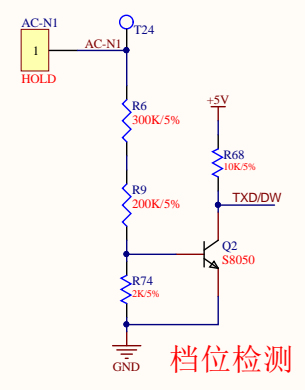 AC-N1
T24
1
AC-N1
HOLD
R6
300K/5%
+5V
R68
10K/5%
R9
200K/5%
TXD/DW
Q2
S8050
R74
2K/5%
GND
档位检测